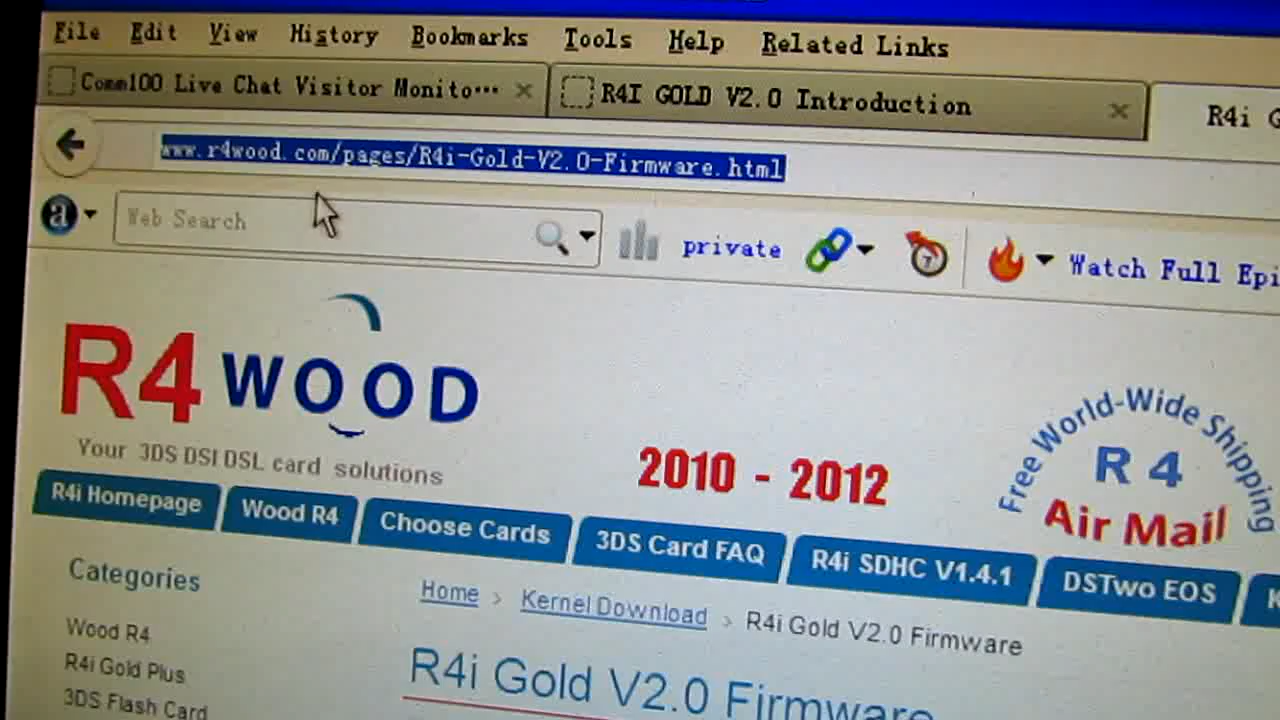 File Edit View History Bookmarks Tools Help Related Links
Comm100 Live Chat Visitor Monito... R4I GOLD V2.0 Introduction R4i G
www.r4wood.com/pages/R4i-Gold-V2.0-Firmware.html
a Web Search private Watch Full Epi
R4 WOOD
Your 3DS DSI DSL card solutions
2010 - 2012
Free World-Wide Shipping
R 4
Air Mail
R4i Homepage Wood R4 Choose Cards 3DS Card FAQ R4i SDHC V1.4.1 DSTwo EOS K
Home > Kernel Download > R4i Gold V2.0 Firmware
Categories
Wood R4
R4i Gold Plus
3DS Flash Card
R4i Gold V2.0 Firmware